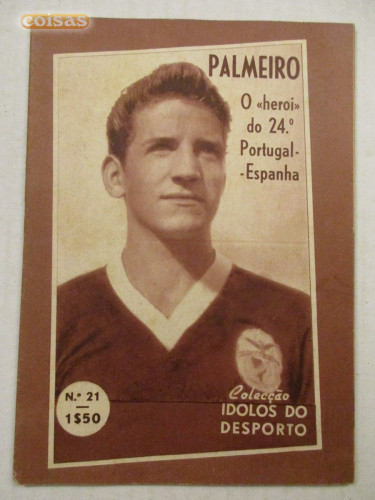 coisas
PALMEIRO
O «heroi»
do 24.º
Portugal-
-Espanha
N.º 21
1$50
Colecção
IDOLOS DO
DESPORTO